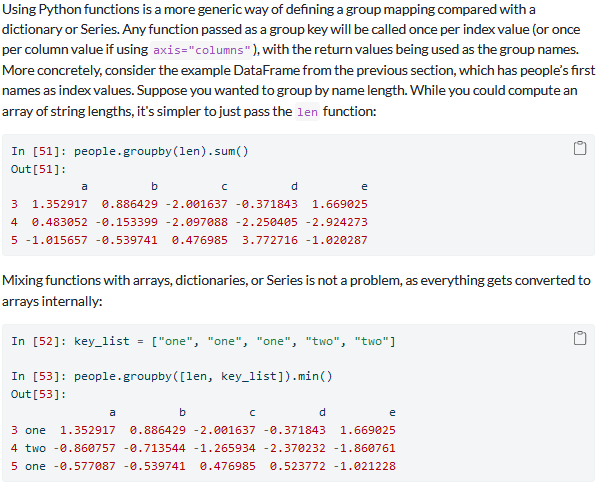 Using Python functions is a more generic way of defining a group mapping compared with a
dictionary or Series. Any function passed as a group key will be called once per index value (or once
per column value if using axis="columns"), with the return values being used as the group names.
More concretely, consider the example DataFrame from the previous section, which has people's first
names as index values. Suppose you wanted to group by name length. While you could compute an
array of string lengths, it's simpler to just pass the len function:
In [51]: people.groupby(len).sum()
Out[51]:
a b c d e
3 1.352917 0.886429 -2.001637 -0.371843 1.669025
4 0.483052 -0.153399 -2.097088 -2.250405 -2.924273
5 -1.015657 -0.539741 0.476985 3.772716 -1.020287
Mixing functions with arrays, dictionaries, or Series is not a problem, as everything gets converted to
arrays internally:
In [52]: key_list = ["one", "one", "one", "two", "two"]
In [53]: people.groupby([len, key_list]).min()
Out[53]:
a b c d e
3 one 1.352917 0.886429 -2.001637 -0.371843 1.669025
4 two -0.860757 -0.713544 -1.265934 -2.370232 -1.860761
5 one -0.577087 -0.539741 0.476985 0.523772 -1.021228